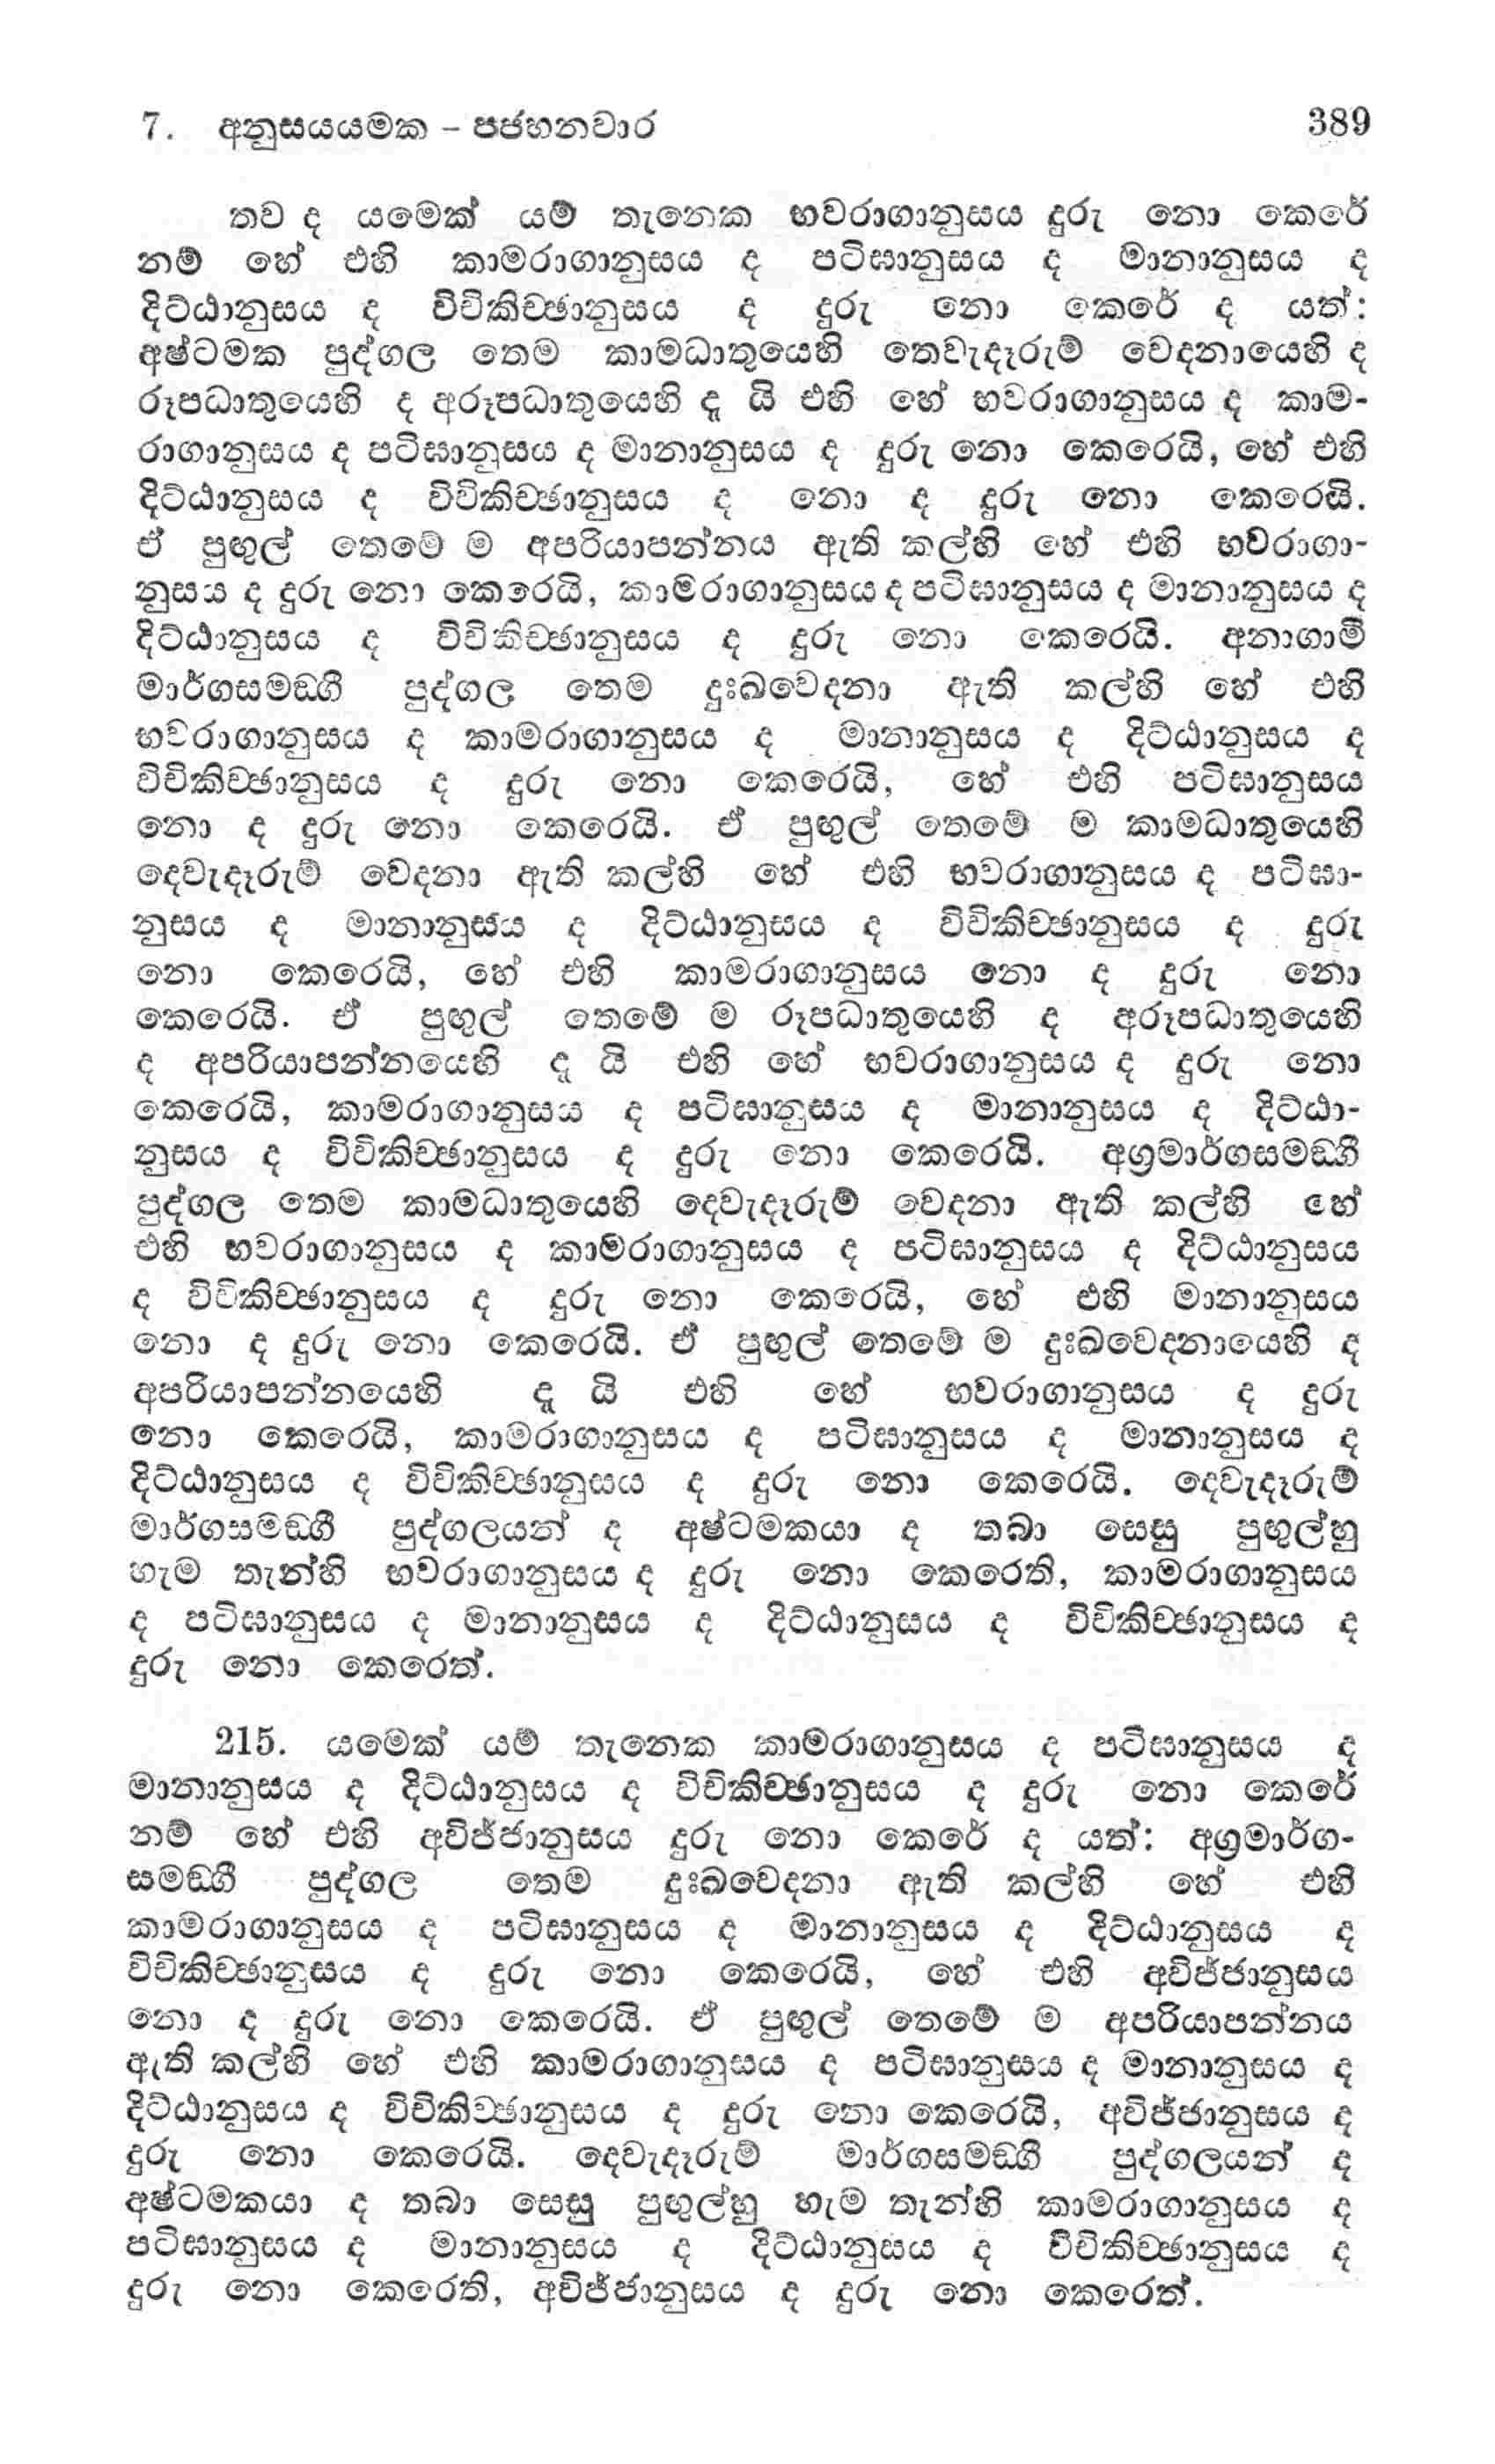 7. අනුසයයමක – පජහනවාර 389
තව ද යමෙක් යම් තැනෙක භවරාගානුසය දුරු නො කෙරේ
නම් හේ එහි කාමරාගානුසය ද පටිඝානුසය ද මානානුසය ද
දිට්ඨානුසය ද විචිකිච්ඡානුසය ද දුරු නො කෙරේ ද යත්:
අෂ්ටමක පුද්ගල තෙම කාමධාතුයෙහි තෙවැදෑරුම් වෙදනායෙහි ද
රූපධාතුයෙහි ද අරූපධාතුයෙහි දැ යි එහි හේ භවරාගානුසය ද කාම-
රාගානුසය ද පටිඝානුසය ද මානානුසය ද දුරු නො කෙරෙයි, හේ එහි
දිට්ඨානුසය ද විචිකිච්ඡානුසය ද නො ද දුරු නො කෙරෙයි.
ඒ පුඟුල් තෙමේ ම අපරියාපන්නය ඇති කල්හි හේ එහි භවරාගා-
නුසය ද දුරු නො කෙරෙයි, කාමරාගානුසය ද පටිඝානුසය ද මානානුසය ද
දිට්ඨානුසය ද විචිකිච්ඡානුසය ද දුරු නො කෙරෙයි. අනාගාමි
මාර්ගසමඞ්ගී පුද්ගල තෙම දුඃඛවෙදනා ඇති කල්හි හේ එහි
භවරාගානුසය ද කාමරාගානුසය ද මානානුසය ද දිට්ඨානුසය ද
විචිකිච්ඡානුසය ද දුරු නො කෙරෙයි, හේ එහි පටිඝානුසය
නො ද දුරු නො කෙරෙයි. ඒ පුඟුල් තෙමේ ම කාමධාතුයෙහි
දෙවැදෑරුම් වෙදනා ඇති කල්හි හේ එහි භවරාගානුසය ද පටිඝා-
නුසය ද මානානුසය ද දිට්ඨානුසය ද විචිකිච්ඡානුසය ද දුරු
නො කෙරෙයි, හේ එහි කාමරාගානුසය නො ද දුරු නො
කෙරෙයි. ඒ පුඟුල් තෙමේ ම රූපධාතුයෙහි ද අරූපධාතුයෙහි
ද අපරියාපන්නයෙහි දැ යි එහි හේ භවරාගානුසය ද දුරු නො
කෙරෙයි, කාමරාගානුසය ද පටිඝානුසය ද මානානුසය ද දිට්ඨා-
නුසය ද විචිකිච්ඡානුසය ද දුරු නො කෙරෙයි. අග්‍රමාර්ගසමඞ්ගී
පුද්ගල තෙම කාමධාතුයෙහි දෙවැදෑරුම් වෙදනා ඇති කල්හි හේ
එහි භවරාගානුසය ද කාමරාගානුසය ද පටිඝානුසය ද දිට්ඨානුසය
ද විචිකිච්ඡානුසය ද දුරු නො කෙරෙයි, හේ එහි මානානුසය
නො ද දුරු නො කෙරෙයි. ඒ පුඟුල් තෙමේ ම දුඃඛවෙදනායෙහි ද
අපරියාපන්නයෙහි දැ යි එහි හේ භවරාගානුසය ද දුරු
නො කෙරෙයි, කාමරාගානුසය ද පටිඝානුසය ද මානානුසය ද
දිට්ඨානුසය ද විචිකිච්ඡානුසය ද දුරු නො කෙරෙයි. දෙවැදෑරුම්
මාර්ගසමඞ්ගී පුද්ගලයන් ද අෂ්ටමකයා ද තබා සෙසු පුඟුල්හු
හැම තැන්හි භවරාගානුසය ද දුරු නො කෙරෙති, කාමරාගානුසය
ද පටිඝානුසය ද මානානුසය ද දිට්ඨානුසය ද විචිකිච්ඡානුසය ද
දුරු නො කෙරෙත්.
215. යමෙක් යම් තැනෙක කාමරාගානුසය ද පටිඝානුසය ද
මානානුසය ද දිට්ඨානුසය ද විචිකිච්ඡානුසය ද දුරු නො කෙරේ
නම් හේ එහි අවිජ්ජානුසය දුරු නො කෙරේ ද යත්: අග්‍රමාර්ග-
සමඞ්ගී පුද්ගල තෙම දුඃඛවෙදනා ඇති කල්හි හේ එහි
කාමරාගානුසය ද පටිඝානුසය ද මානානුසය ද දිට්ඨානුසය ද
විචිකිච්ඡානුසය ද දුරු නො කෙරෙයි, හේ එහි අවිජ්ජානුසය
නො ද දුරු නො කෙරෙයි. ඒ පුඟුල් තෙමේ ම අපරියාපන්නය
ඇති කල්හි හේ එහි කාමරාගානුසය ද පටිඝානුසය ද මානානුසය ද
දිට්ඨානුසය ද විචිකිච්ඡානුසය ද දුරු නො කෙරෙයි, අවිජ්ජානුසය ද
දුරු නො කෙරෙයි. දෙවැදෑරුම් මාර්ගසමඞ්ගී පුද්ගලයන් ද
අෂ්ටමකයා ද තබා සෙසු පුඟුල්හු හැම තැන්හි කාමරාගානුසය ද
පටිඝානුසය ද මානානුසය ද දිට්ඨානුසය ද විචිකිච්ඡානුසය ද
දුරු නො කෙරෙති, අවිජ්ජානුසය ද දුරු නො කෙරෙත්.